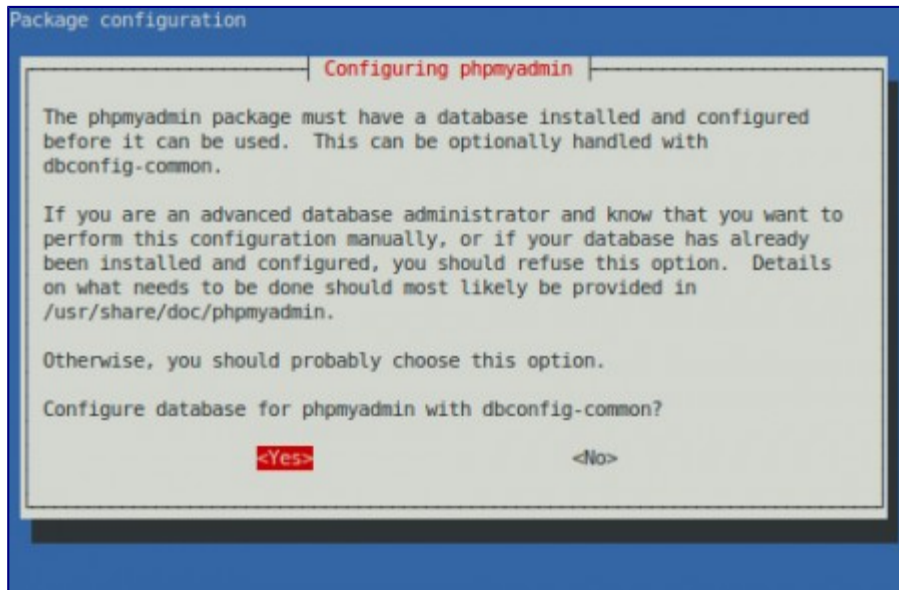 Package configuration
Configuring phpmyadmin
The phpmyadmin package must have a database installed and configured
before it can be used.  This can be optionally handled with
dbconfig-common.
If you are an advanced database administrator and know that you want to
perform this configuration manually, or if your database has already
been installed and configured, you should refuse this option.  Details
on what needs to be done should most likely be provided in
/usr/share/doc/phpmyadmin.
Otherwise, you should probably choose this option.
Configure database for phpmyadmin with dbconfig-common?
<Yes> <No>